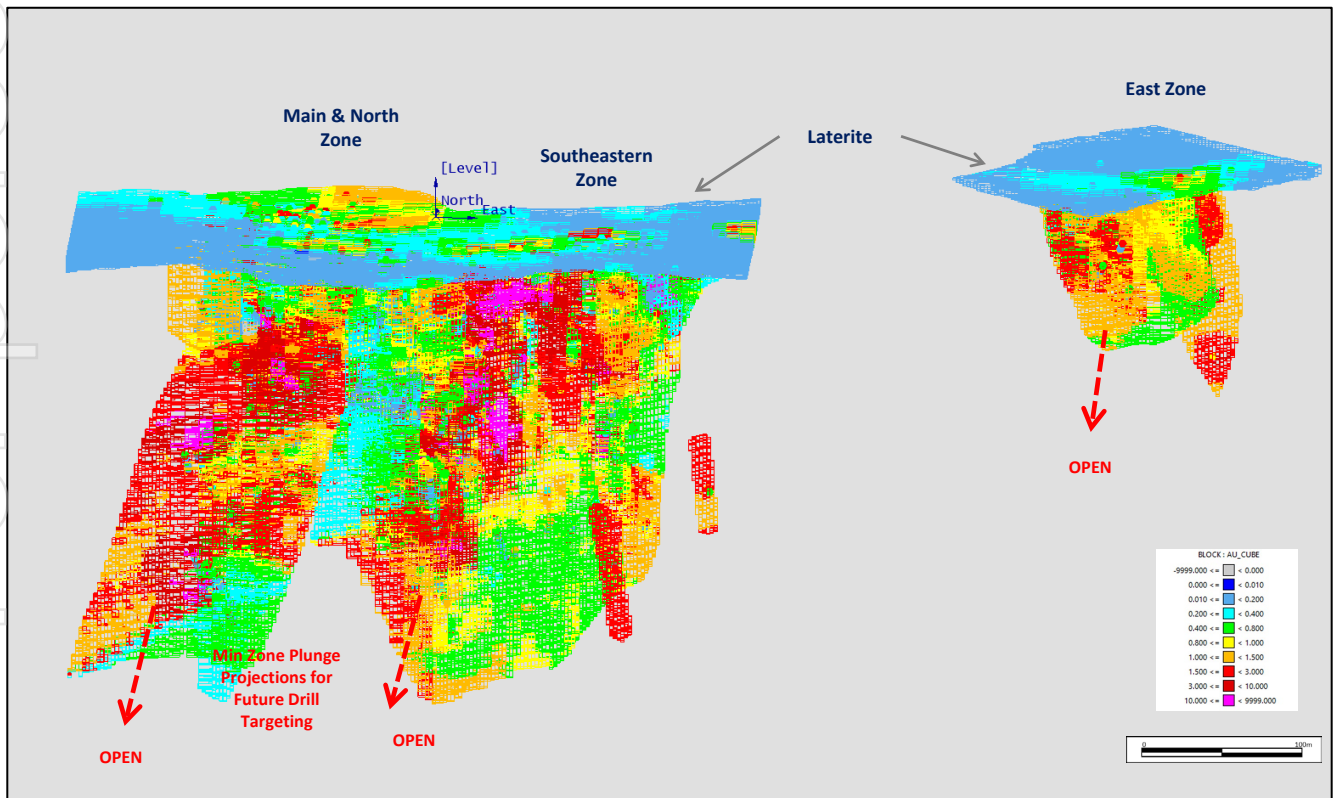 Main & North
Zone
Southeastern
Zone
Laterite
East Zone
[Level]
North
East
OPEN
Min Zone Plunge
Projections for
Future Drill
Targeting
OPEN
OPEN
BLOCK : AU_CUBE
-9999.000 <= < 0.000
0.000 <= < 0.010
0.010 <= < 0.200
0.200 <= < 0.400
0.400 <= < 0.800
0.800 <= < 1.000
1.000 <= < 1.500
1.500 <= < 3.000
3.000 <= < 10.000
10.000 <= < 9999.000
0 100m